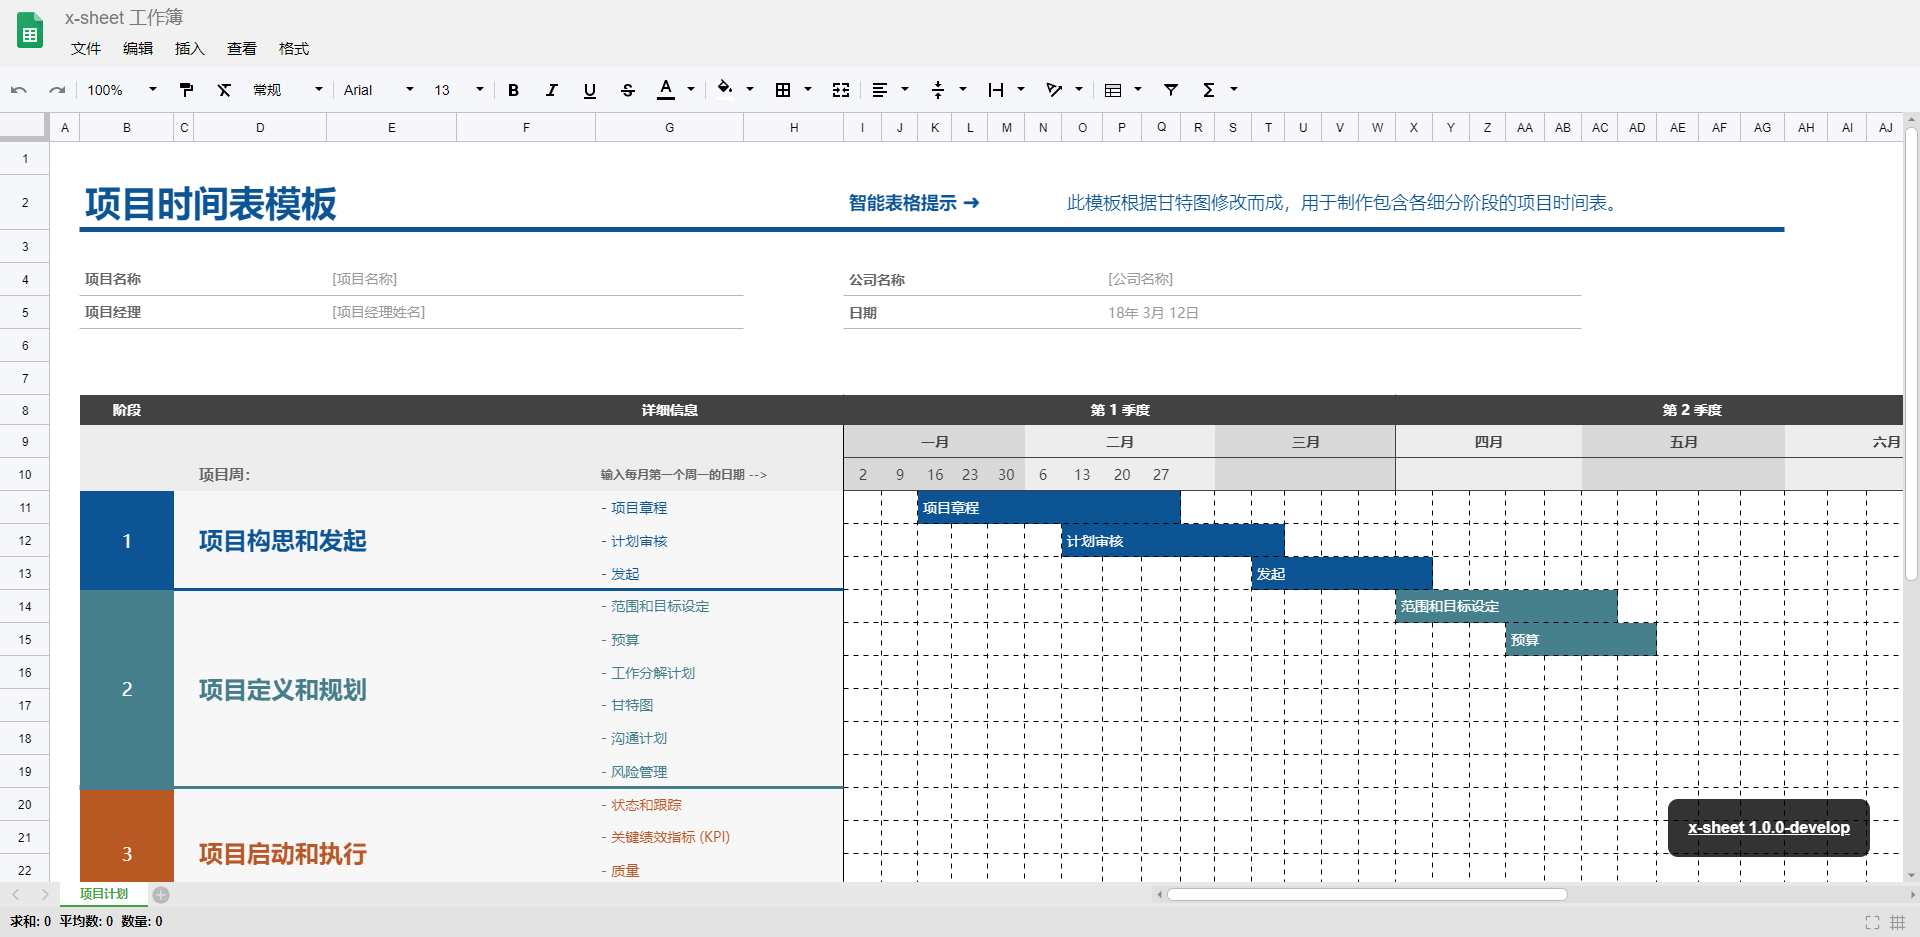 x-sheet 工作簿
文件 编辑 插入 查看 格式
100% 常规 Arial 13 B I U S A Σ
A B C D E F G H I J K L M N O P Q R S T U V W X Y Z AA AB AC AD AE AF AG AH AI AJ
1
2 项目时间表模板 智能表格提示 ➔ 此模板根据甘特图修改而成，用于制作包含各细分阶段的项目时间表。
3
4 项目名称 [项目名称] 公司名称 [公司名称]
5 项目经理 [项目经理姓名] 日期 18年 3月 12日
6
7
8 阶段 详细信息 第 1 季度 第 2 季度
9 一月 二月 三月 四月 五月 六月
10 项目周： 输入每月第一个周一的日期 --> 2 9 16 23 30 6 13 20 27
11 - 项目章程 项目章程
12 1 项目构思和发起 - 计划审核 计划审核
13 - 发起 发起
14 - 范围和目标设定 范围和目标设定
15 - 预算 预算
16 - 工作分解计划
2 项目定义和规划
17 - 甘特图
18 - 沟通计划
19 - 风险管理
20 - 状态和跟踪
21 - 关键绩效指标 (KPI)
3 项目启动和执行
22 - 质量
x-sheet 1.0.0-develop
项目计划
求和: 0 平均数: 0 数量: 0